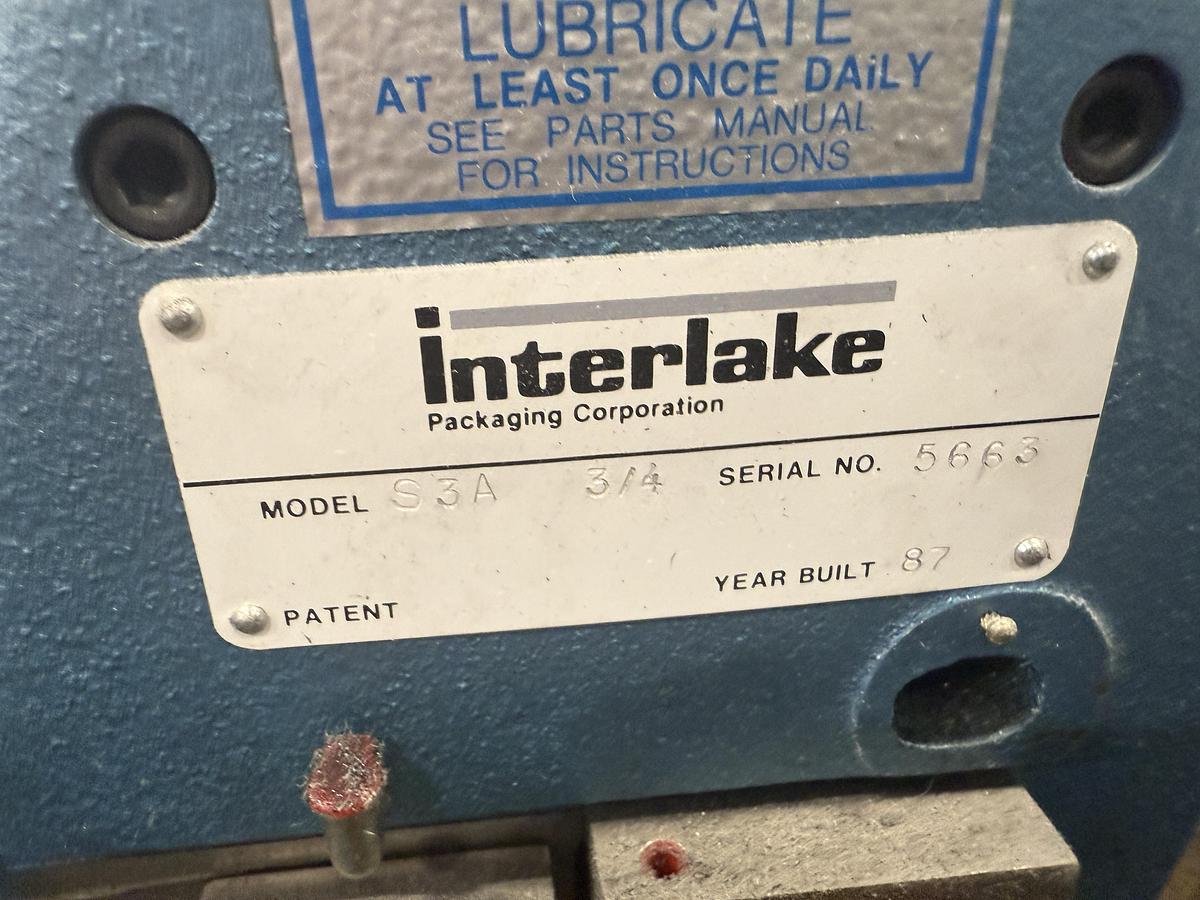 LUBRICATE
AT LEAST ONCE DAiLY
SEE PARTS MANUAL
FOR INSTRUCTIONS
interlake
Packaging Corporation
MODEL S3A 3/4 SERIAL NO. 5663
YEAR BUILT 87
PATENT